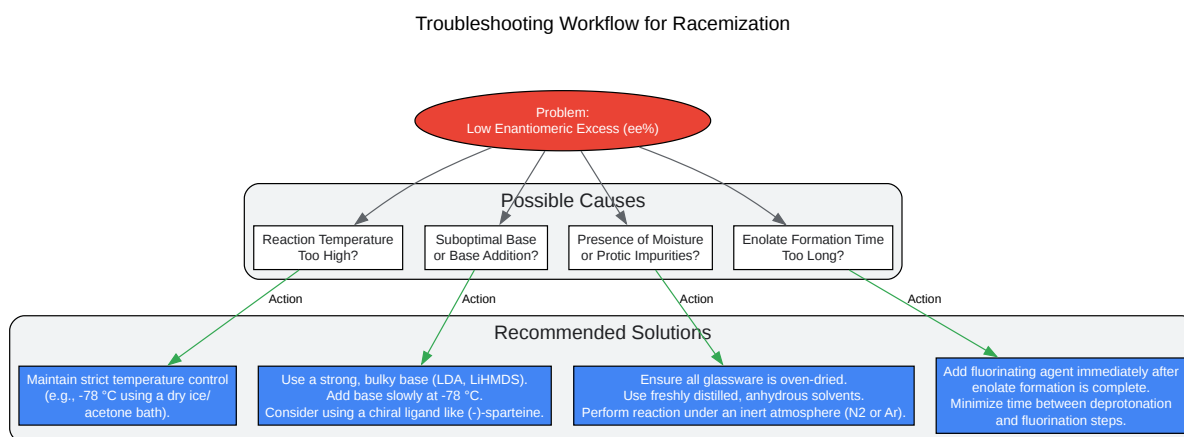 Troubleshooting Workflow for Racemization
Problem:
Low Enantiomeric Excess (ee%)
Possible Causes
Reaction Temperature
Too High?
Suboptimal Base
or Base Addition?
Presence of Moisture
or Protic Impurities?
Enolate Formation Time
Too Long?
Action
Action
Action
Action
Recommended Solutions
Maintain strict temperature control
(e.g., -78 °C using a dry ice/
acetone bath).
Use a strong, bulky base (LDA, LiHMDS).
Add base slowly at -78 °C.
Consider using a chiral ligand like (-)-sparteine.
Ensure all glassware is oven-dried.
Use freshly distilled, anhydrous solvents.
Perform reaction under an inert atmosphere (N2 or Ar).
Add fluorinating agent immediately after
enolate formation is complete.
Minimize time between deprotonation
and fluorination steps.